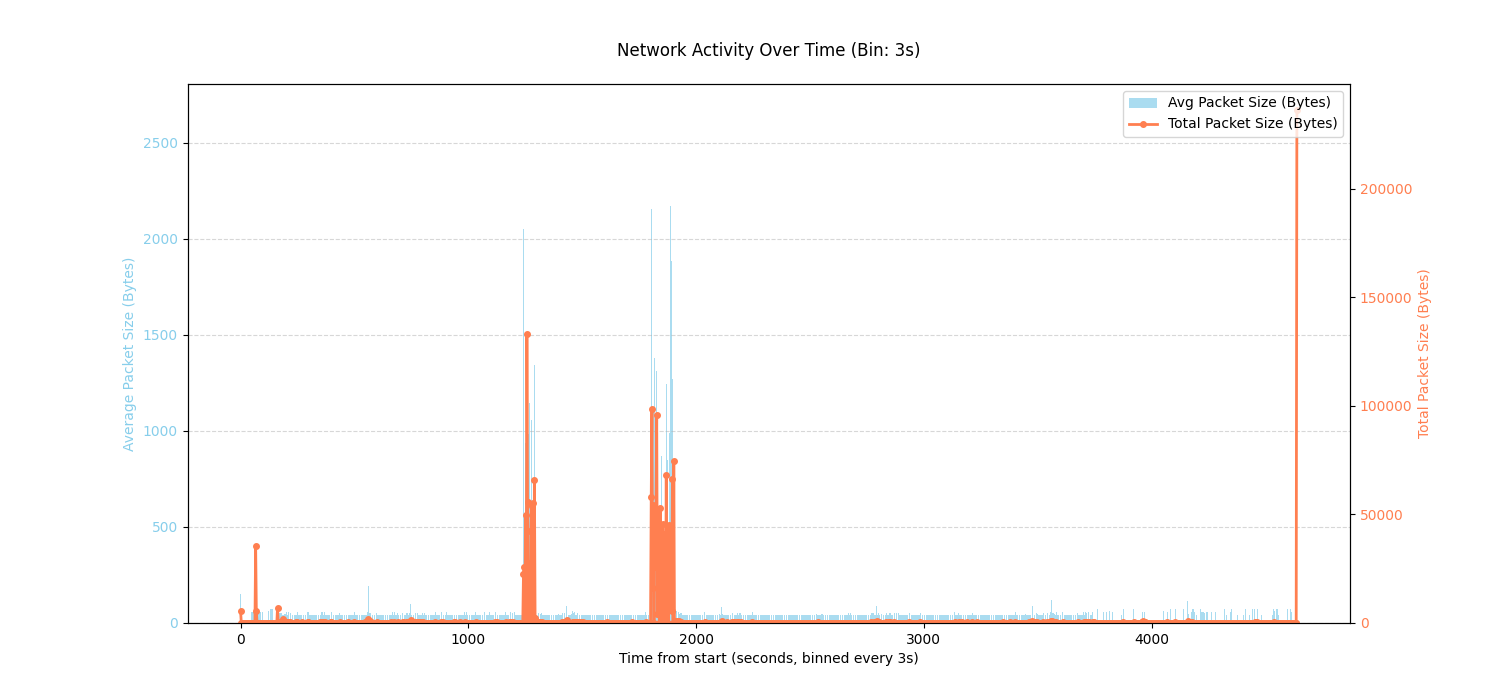 Network Activity Over Time (Bin: 3s)
Avg Packet Size (Bytes)
Total Packet Size (Bytes)
Average Packet Size (Bytes)
2500
2000
1500
1000
500
0
200000
150000
100000
50000
0
Total Packet Size (Bytes)
0
1000
2000
3000
4000
Time from start (seconds, binned every 3s)